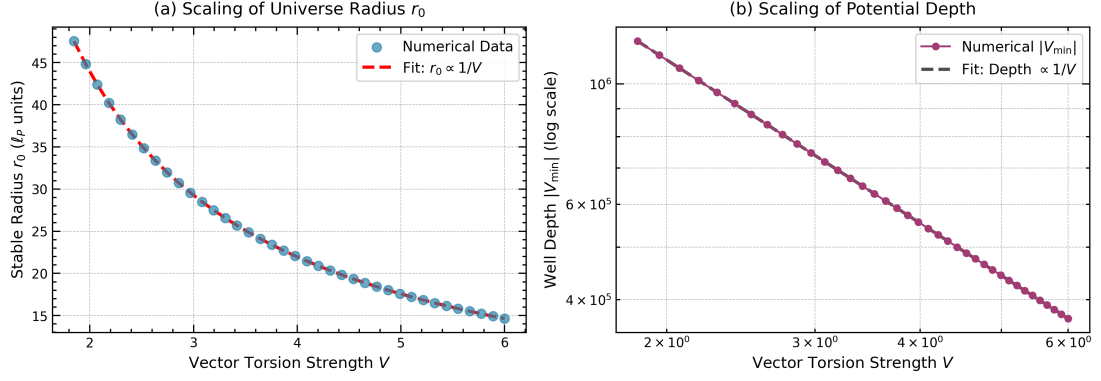 (a) Scaling of Universe Radius r₀
Stable Radius r₀ (ℓ_P units)
45
40
35
30
25
20
15
2
3
4
5
6
Vector Torsion Strength V
Numerical Data
Fit: r₀ ∝ 1/V
(b) Scaling of Potential Depth
Well Depth |V_min| (log scale)
10⁶
6 × 10⁵
4 × 10⁵
2 × 10⁰
3 × 10⁰
4 × 10⁰
6 × 10⁰
Vector Torsion Strength V
Numerical |V_min|
Fit: Depth ∝ 1/V